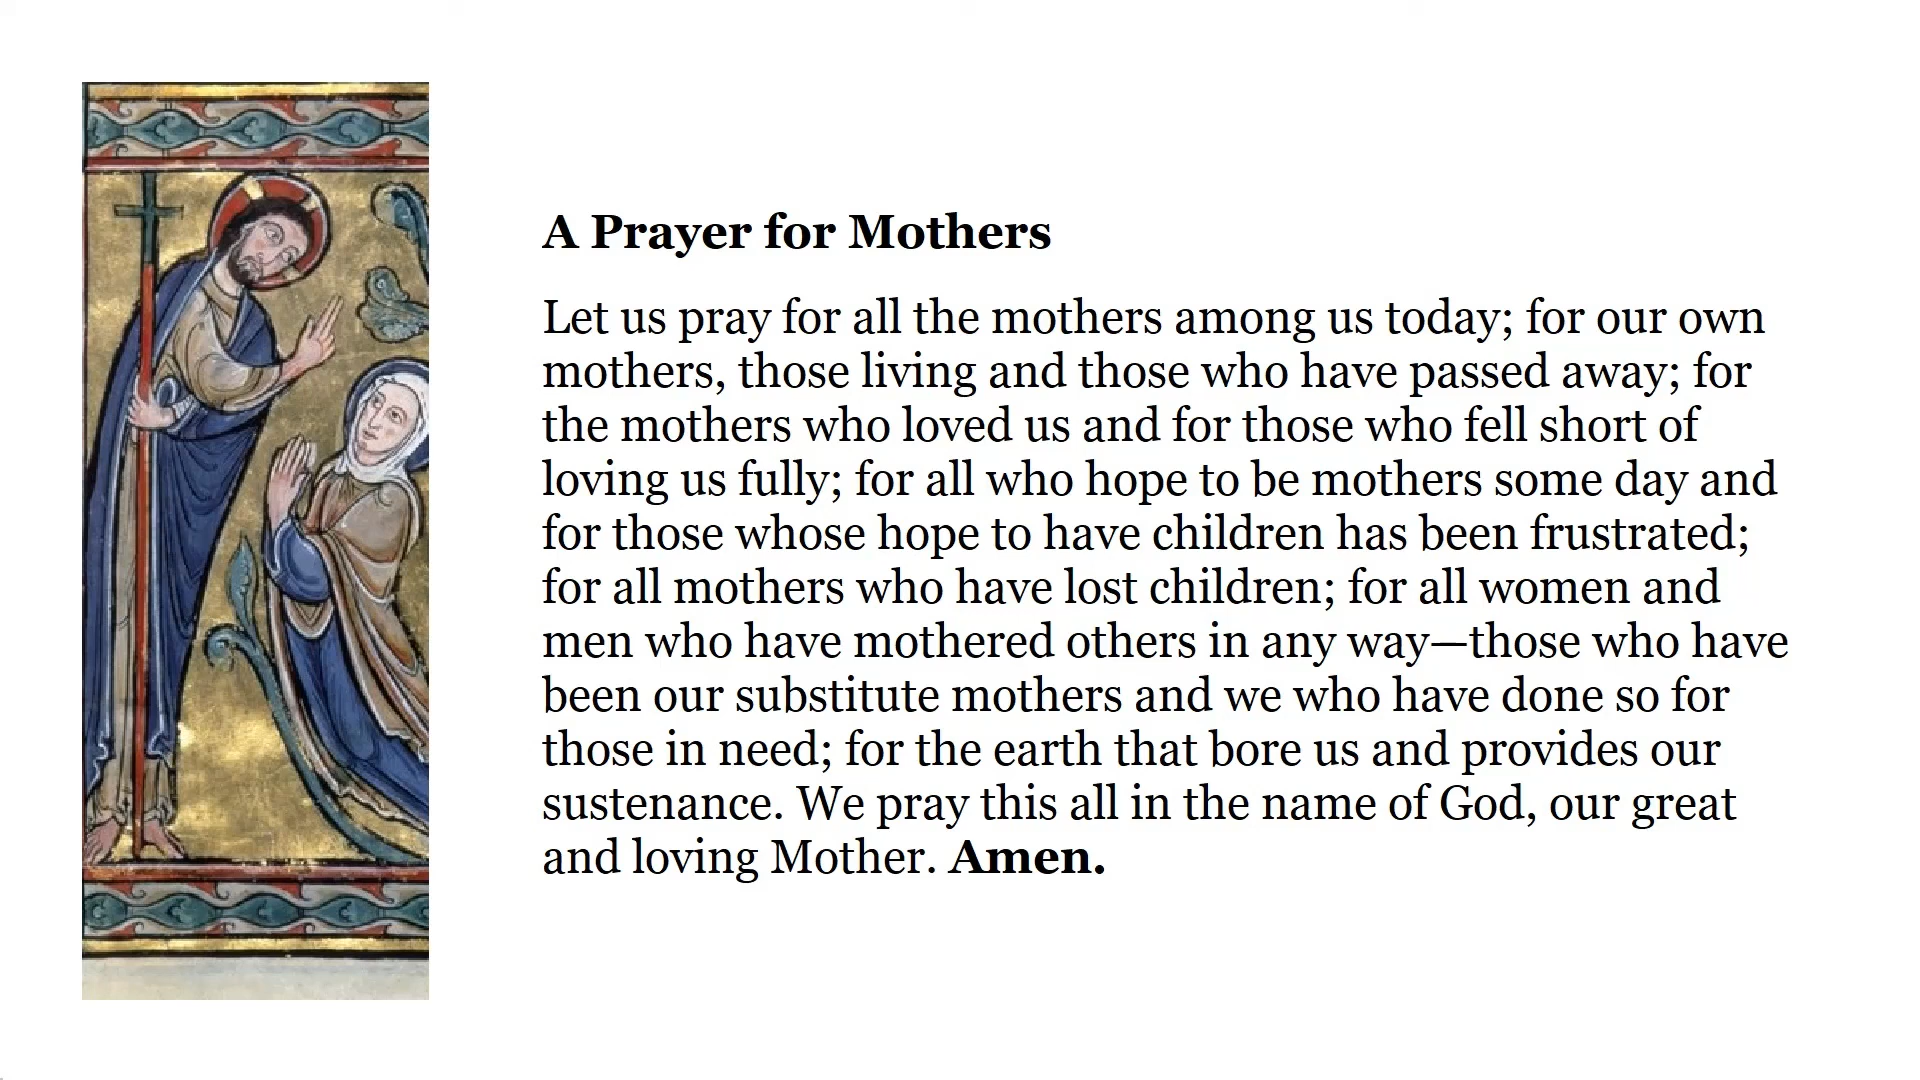 A Prayer for Mothers
Let us pray for all the mothers among us today; for our own
mothers, those living and those who have passed away; for
the mothers who loved us and for those who fell short of
loving us fully; for all who hope to be mothers some day and
for those whose hope to have children has been frustrated;
for all mothers who have lost children; for all women and
men who have mothered others in any way—those who have
been our substitute mothers and we who have done so for
those in need; for the earth that bore us and provides our
sustenance. We pray this all in the name of God, our great
and loving Mother. Amen.